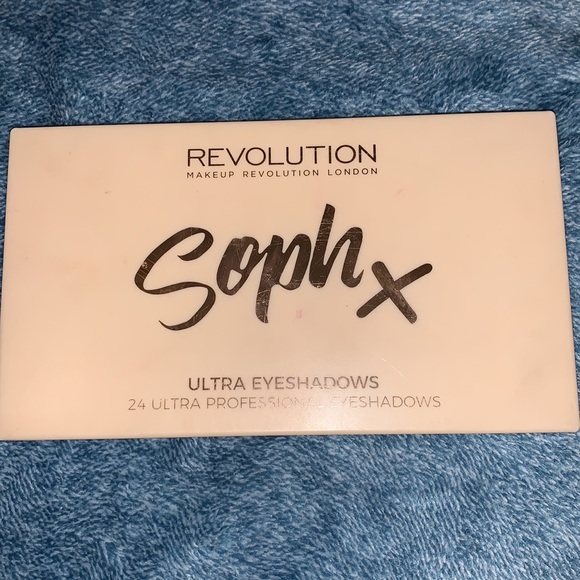 REVOLUTION
MAKEUP REVOLUTION LONDON
Soph x
ULTRA EYESHADOWS
24 ULTRA PROFESSIONAL EYESHADOWS